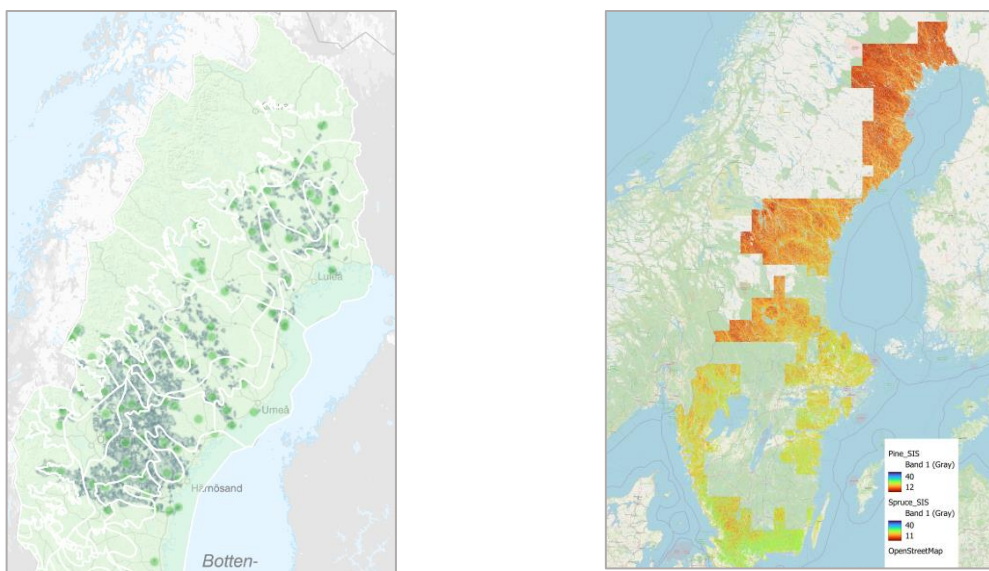 Luleå
Umeå
Härnösand
Botten-
Pine_SIS
Band 1 (Gray)
40
12
Spruce_SIS
Band 1 (Gray)
40
11
OpenStreetMap